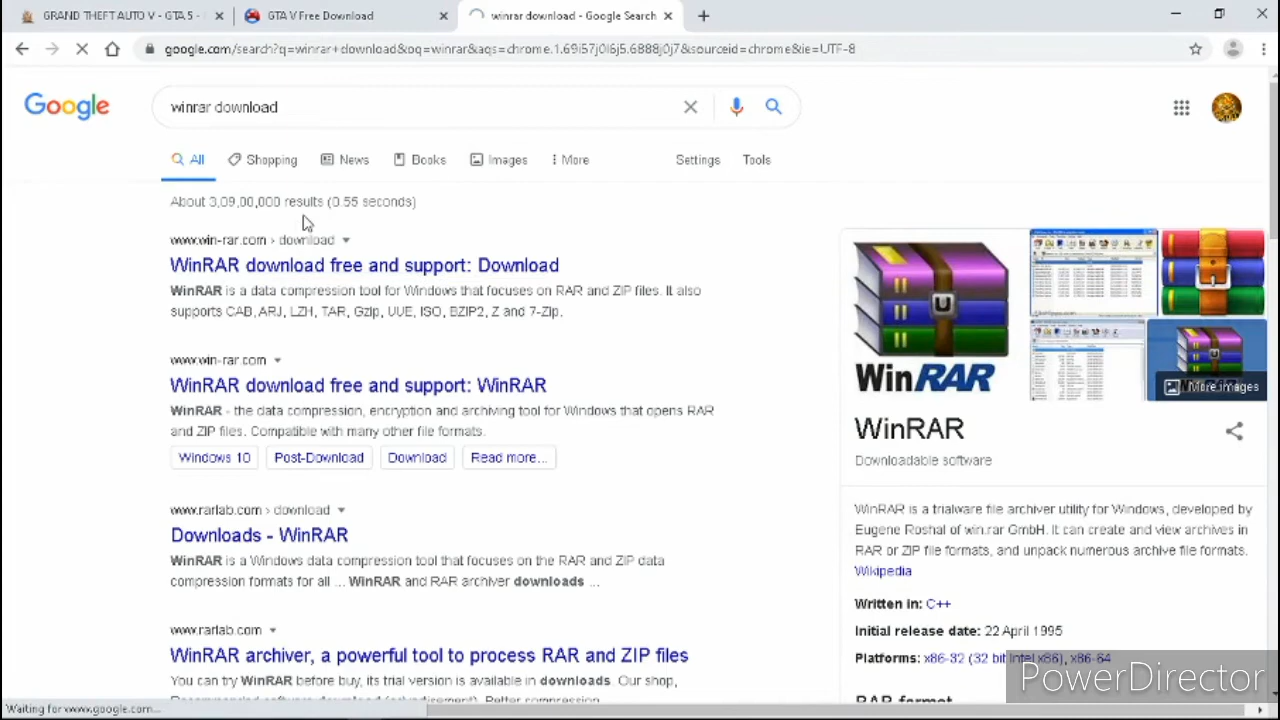 GRAND THEFT AUTO V - GTA 5 -
GTA V Free Download
winrar download - Google Search
google.com/search?q=winrar+download&oq=winrar&aqs=chrome.1.69i57j0l6j5.6888j0j7&sourceid=chrome&ie=UTF-8
Google
winrar download
All
Shopping
News
Books
Images
More
Settings
Tools
About 3,09,00,000 results (0.55 seconds)
www.win-rar.com › download
WinRAR download free and support: Download
WinRAR is a data compression tool for Windows that focuses on RAR and ZIP files. It also
supports CAB, ARJ, LZH, TAR, Gzip, UUE, ISO, BZIP2, Z and 7-Zip.
www.win-rar.com
WinRAR download free and support: WinRAR
WinRAR - the data compression, encryption and archiving tool for Windows that opens RAR
and ZIP files. Compatible with many other file formats.
Windows 10
Post-Download
Download
Read more...
www.rarlab.com › download
Downloads - WinRAR
WinRAR is a Windows data compression tool that focuses on the RAR and ZIP data
compression formats for all ... WinRAR and RAR archiver downloads ...
www.rarlab.com
WinRAR archiver, a powerful tool to process RAR and ZIP files
You can try WinRAR before buy, its trial version is available in downloads. Our shop,
Recommended software download (advertisement). Better compression
WinRAR
More images
WinRAR
Downloadable software
WinRAR is a trialware file archiver utility for Windows, developed by
Eugene Roshal of win.rar GmbH. It can create and view archives in
RAR or ZIP file formats, and unpack numerous archive file formats.
Wikipedia
Written in: C++
Initial release date: 22 April 1995
Platforms: x86-32 (32 bit Intel x86), x86-64
RAR format
PowerDirector
Waiting for www.google.com...